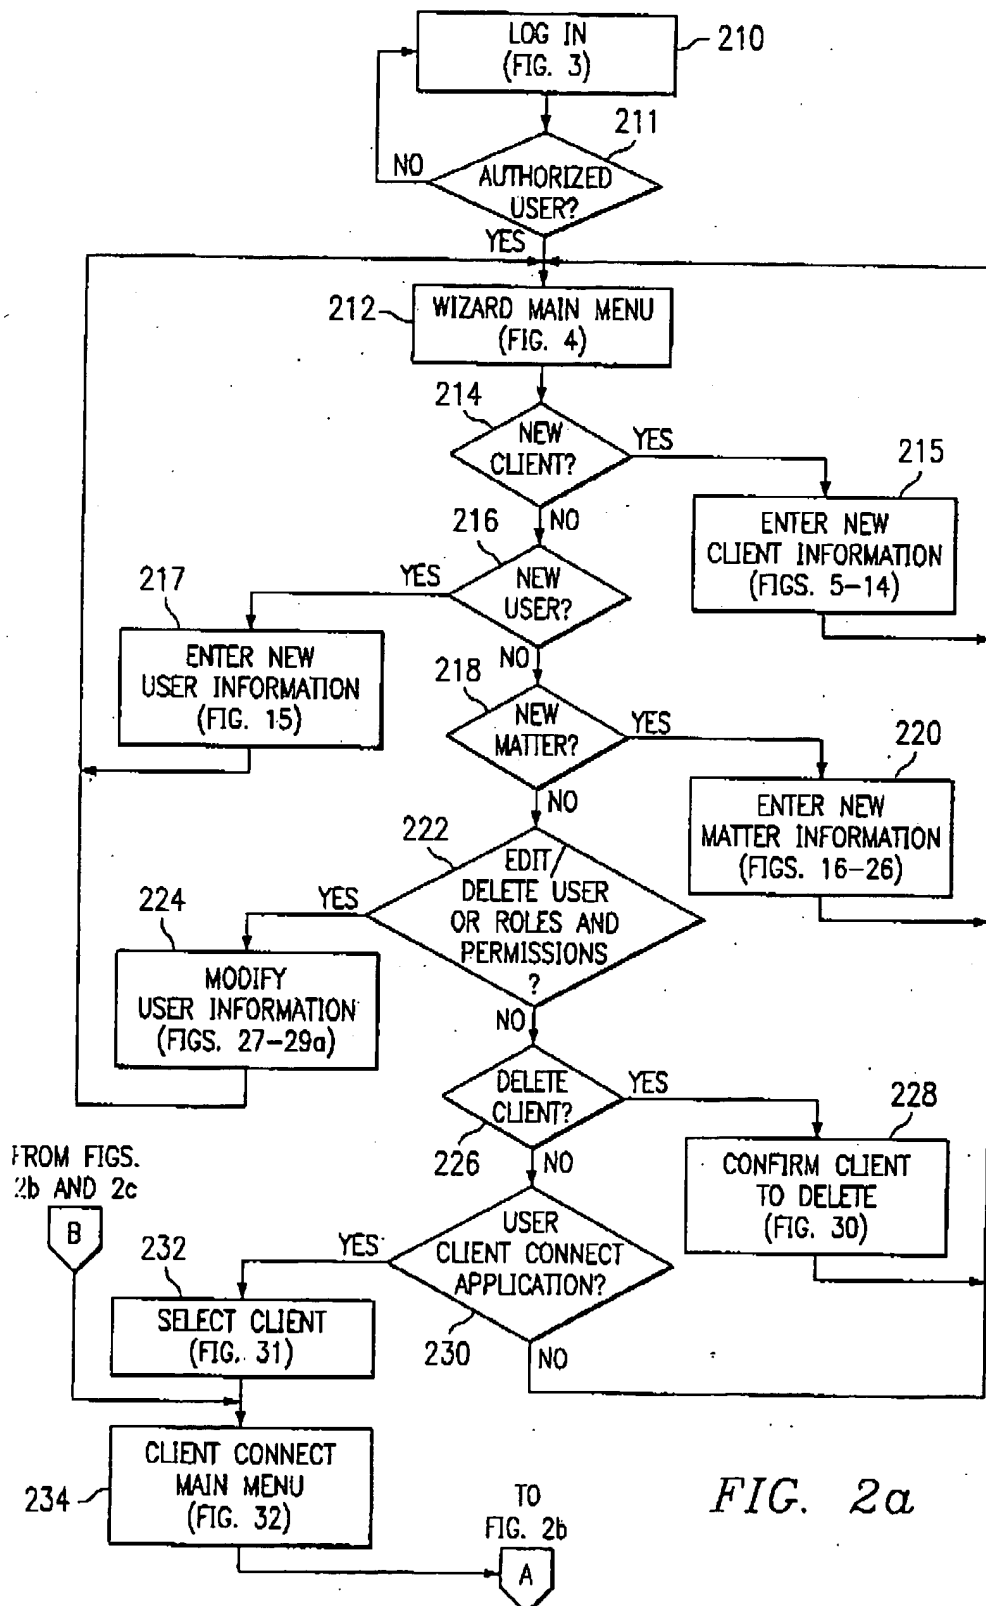 LOG IN
(FIG. 3)
210
211
AUTHORIZED
USER?
NO
YES
212
WIZARD MAIN MENU
(FIG. 4)
214
NEW
CLIENT?
YES
NO
215
ENTER NEW
CLIENT INFORMATION
(FIGS. 5-14)
216
NEW
USER?
YES
NO
217
ENTER NEW
USER INFORMATION
(FIG. 15)
218
NEW
MATTER?
YES
NO
220
ENTER NEW
MATTER INFORMATION
(FIGS. 16-26)
222
EDIT/
DELETE USER
OR ROLES AND
PERMISSIONS
?
YES
NO
224
MODIFY
USER INFORMATION
(FIGS. 27-29a)
DELETE
CLIENT?
226
YES
NO
228
CONFIRM CLIENT
TO DELETE
(FIG. 30)
FROM FIGS.
2b AND 2c
B
USER
CLIENT CONNECT
APPLICATION?
230
YES
NO
232
SELECT CLIENT
(FIG. 31)
234
CLIENT CONNECT
MAIN MENU
(FIG. 32)
TO
FIG. 2b
A
FIG. 2a